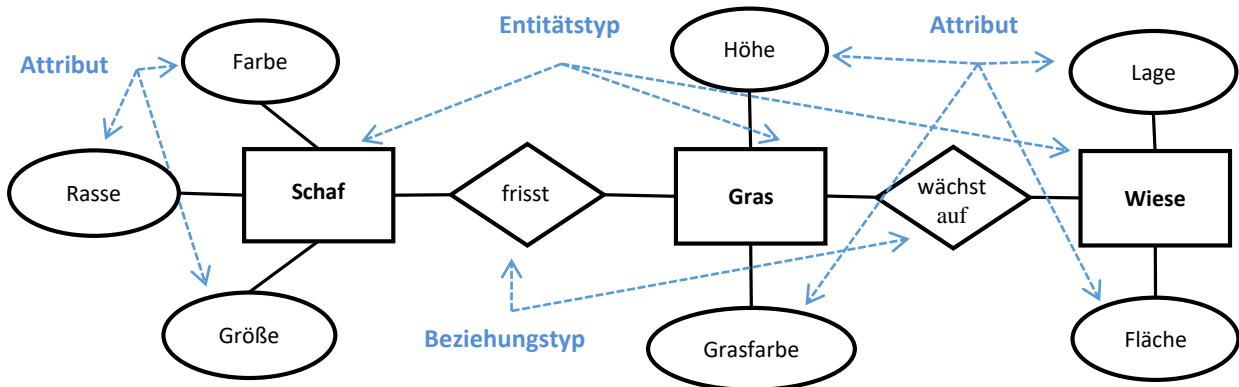 Attribut
Entitätstyp
Attribut
Farbe
Höhe
Lage
Rasse
Schaf
frisst
Gras
wächst
auf
Wiese
Größe
Beziehungstyp
Grasfarbe
Fläche